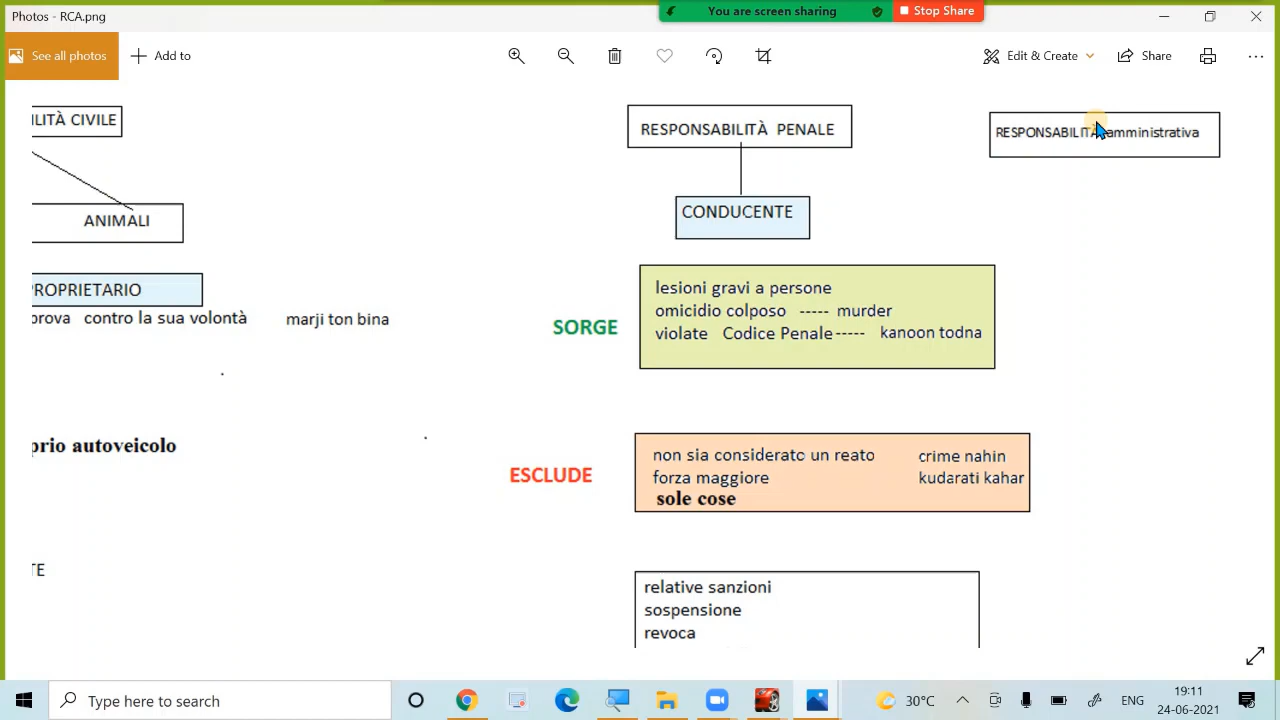 Photos - RCA.png
You are screen sharing
Stop Share
See all photos
Add to
Edit & Create
Share
ILITÀ CIVILE
RESPONSABILITÀ PENALE
RESPONSABILITÀ amministrativa
ANIMALI
CONDUCENTE
PROPRIETARIO
prova contro la sua volontà marji ton bina
SORGE
lesioni gravi a persone
omicidio colposo ----- murder
violate Codice Penale ----- kanoon todna
prio autoveicolo
ESCLUDE
non sia considerato un reato crime nahin
forza maggiore kudarati kahar
sole cose
TE
relative sanzioni
sospensione
revoca
Type here to search
30°C
ENG
19:11
24-06-2021